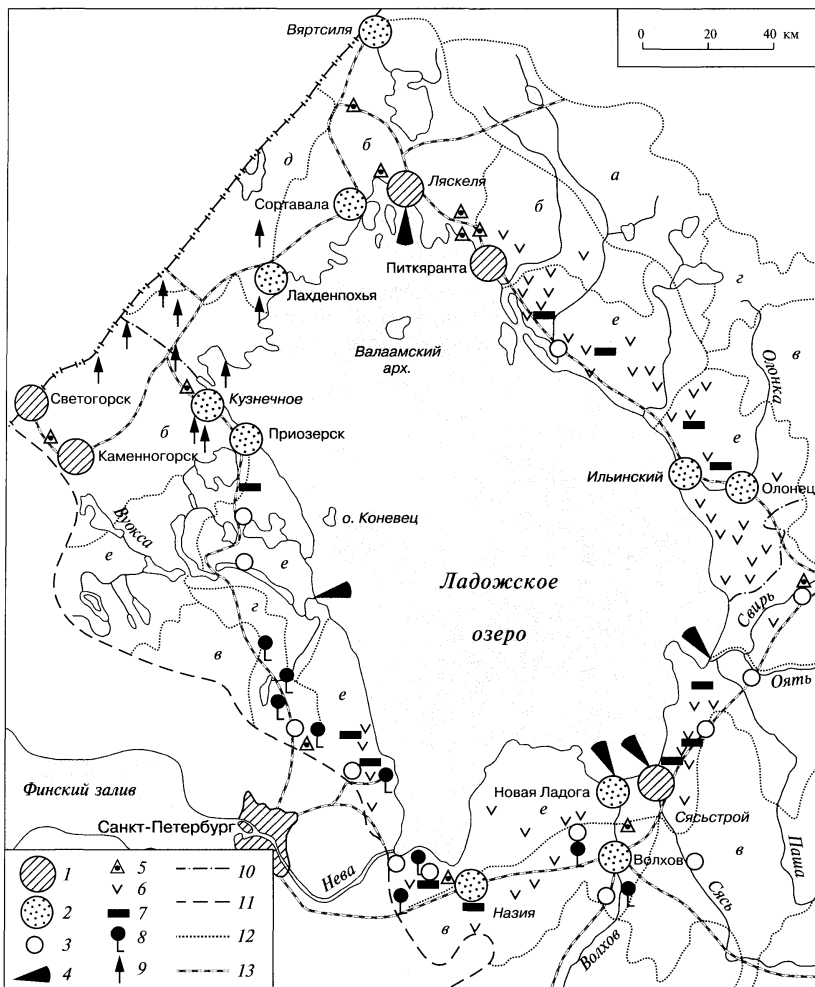 Вяртсиля
0 20 40 км
д
б
а
Сортавала
Ляскеля
б
Питкяранта
Лахденпохья
г
е
Валаамский
арх.
в
Олонка
Светогорск
Кузнечное
б
Приозерск
Каменногорск
е
Ильинский
Олонец
Вуокса
о. Коневец
е
е
Ладожское
озеро
Свирь
г
Оять
в
е
Финский залив
Новая Ладога
е
Сясьстрой
Санкт-Петербург
Паша
Волхов
в
Нева
Назия
Сясь
в
Волхов
1 5 10
6 11
2 7
3 8 12
4 9 13